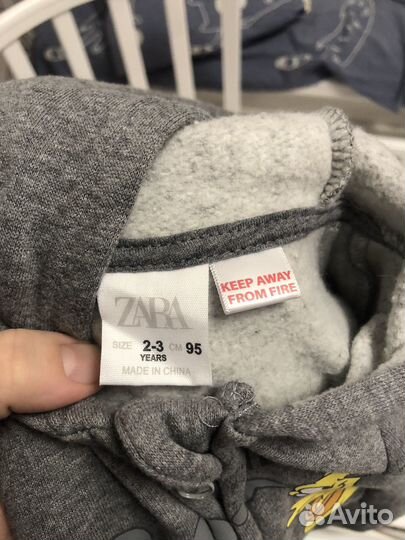 ZARA
SIZE 2-3 CM 95
YEARS
MADE IN CHINA
KEEP AWAY
FROM FIRE
Avito